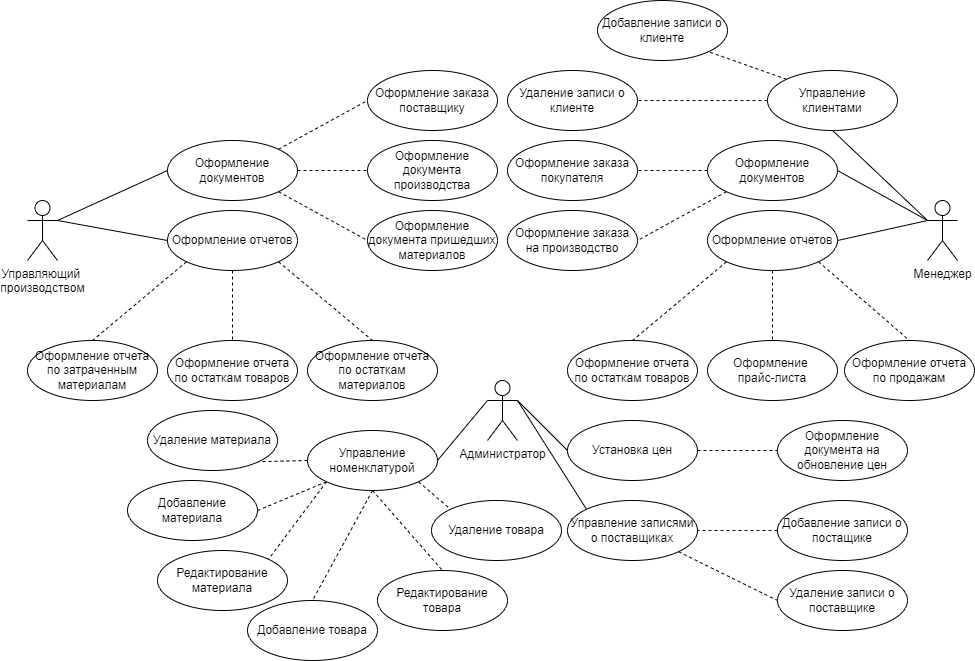 Добавление записи о
клиенте
Оформление заказа
поставщику
Удаление записи о
клиенте
Управление
клиентами
Оформление
документов
Оформление
документа
производства
Оформление заказа
покупателя
Оформление
документов
Управляющий
производством
Оформление отчетов
Оформление
документа пришедших
материалов
Оформление заказа
на производство
Оформление отчетов
Менеджер
Оформление отчета
по затраченным
материалам
Оформление отчета
по остаткам товаров
Оформление отчета
по остаткам
материалов
Оформление отчета
по остаткам товаров
Оформление
прайс-листа
Оформление отчета
по продажам
Удаление материала
Управление
номенклатурой
Администратор
Установка цен
Оформление
документа на
обновление цен
Добавление
материала
Удаление товара
Управление записями
о поставщиках
Добавление записи о
постащике
Редактирование
материала
Редактирование
товара
Удаление записи о
поставщике
Добавление товара